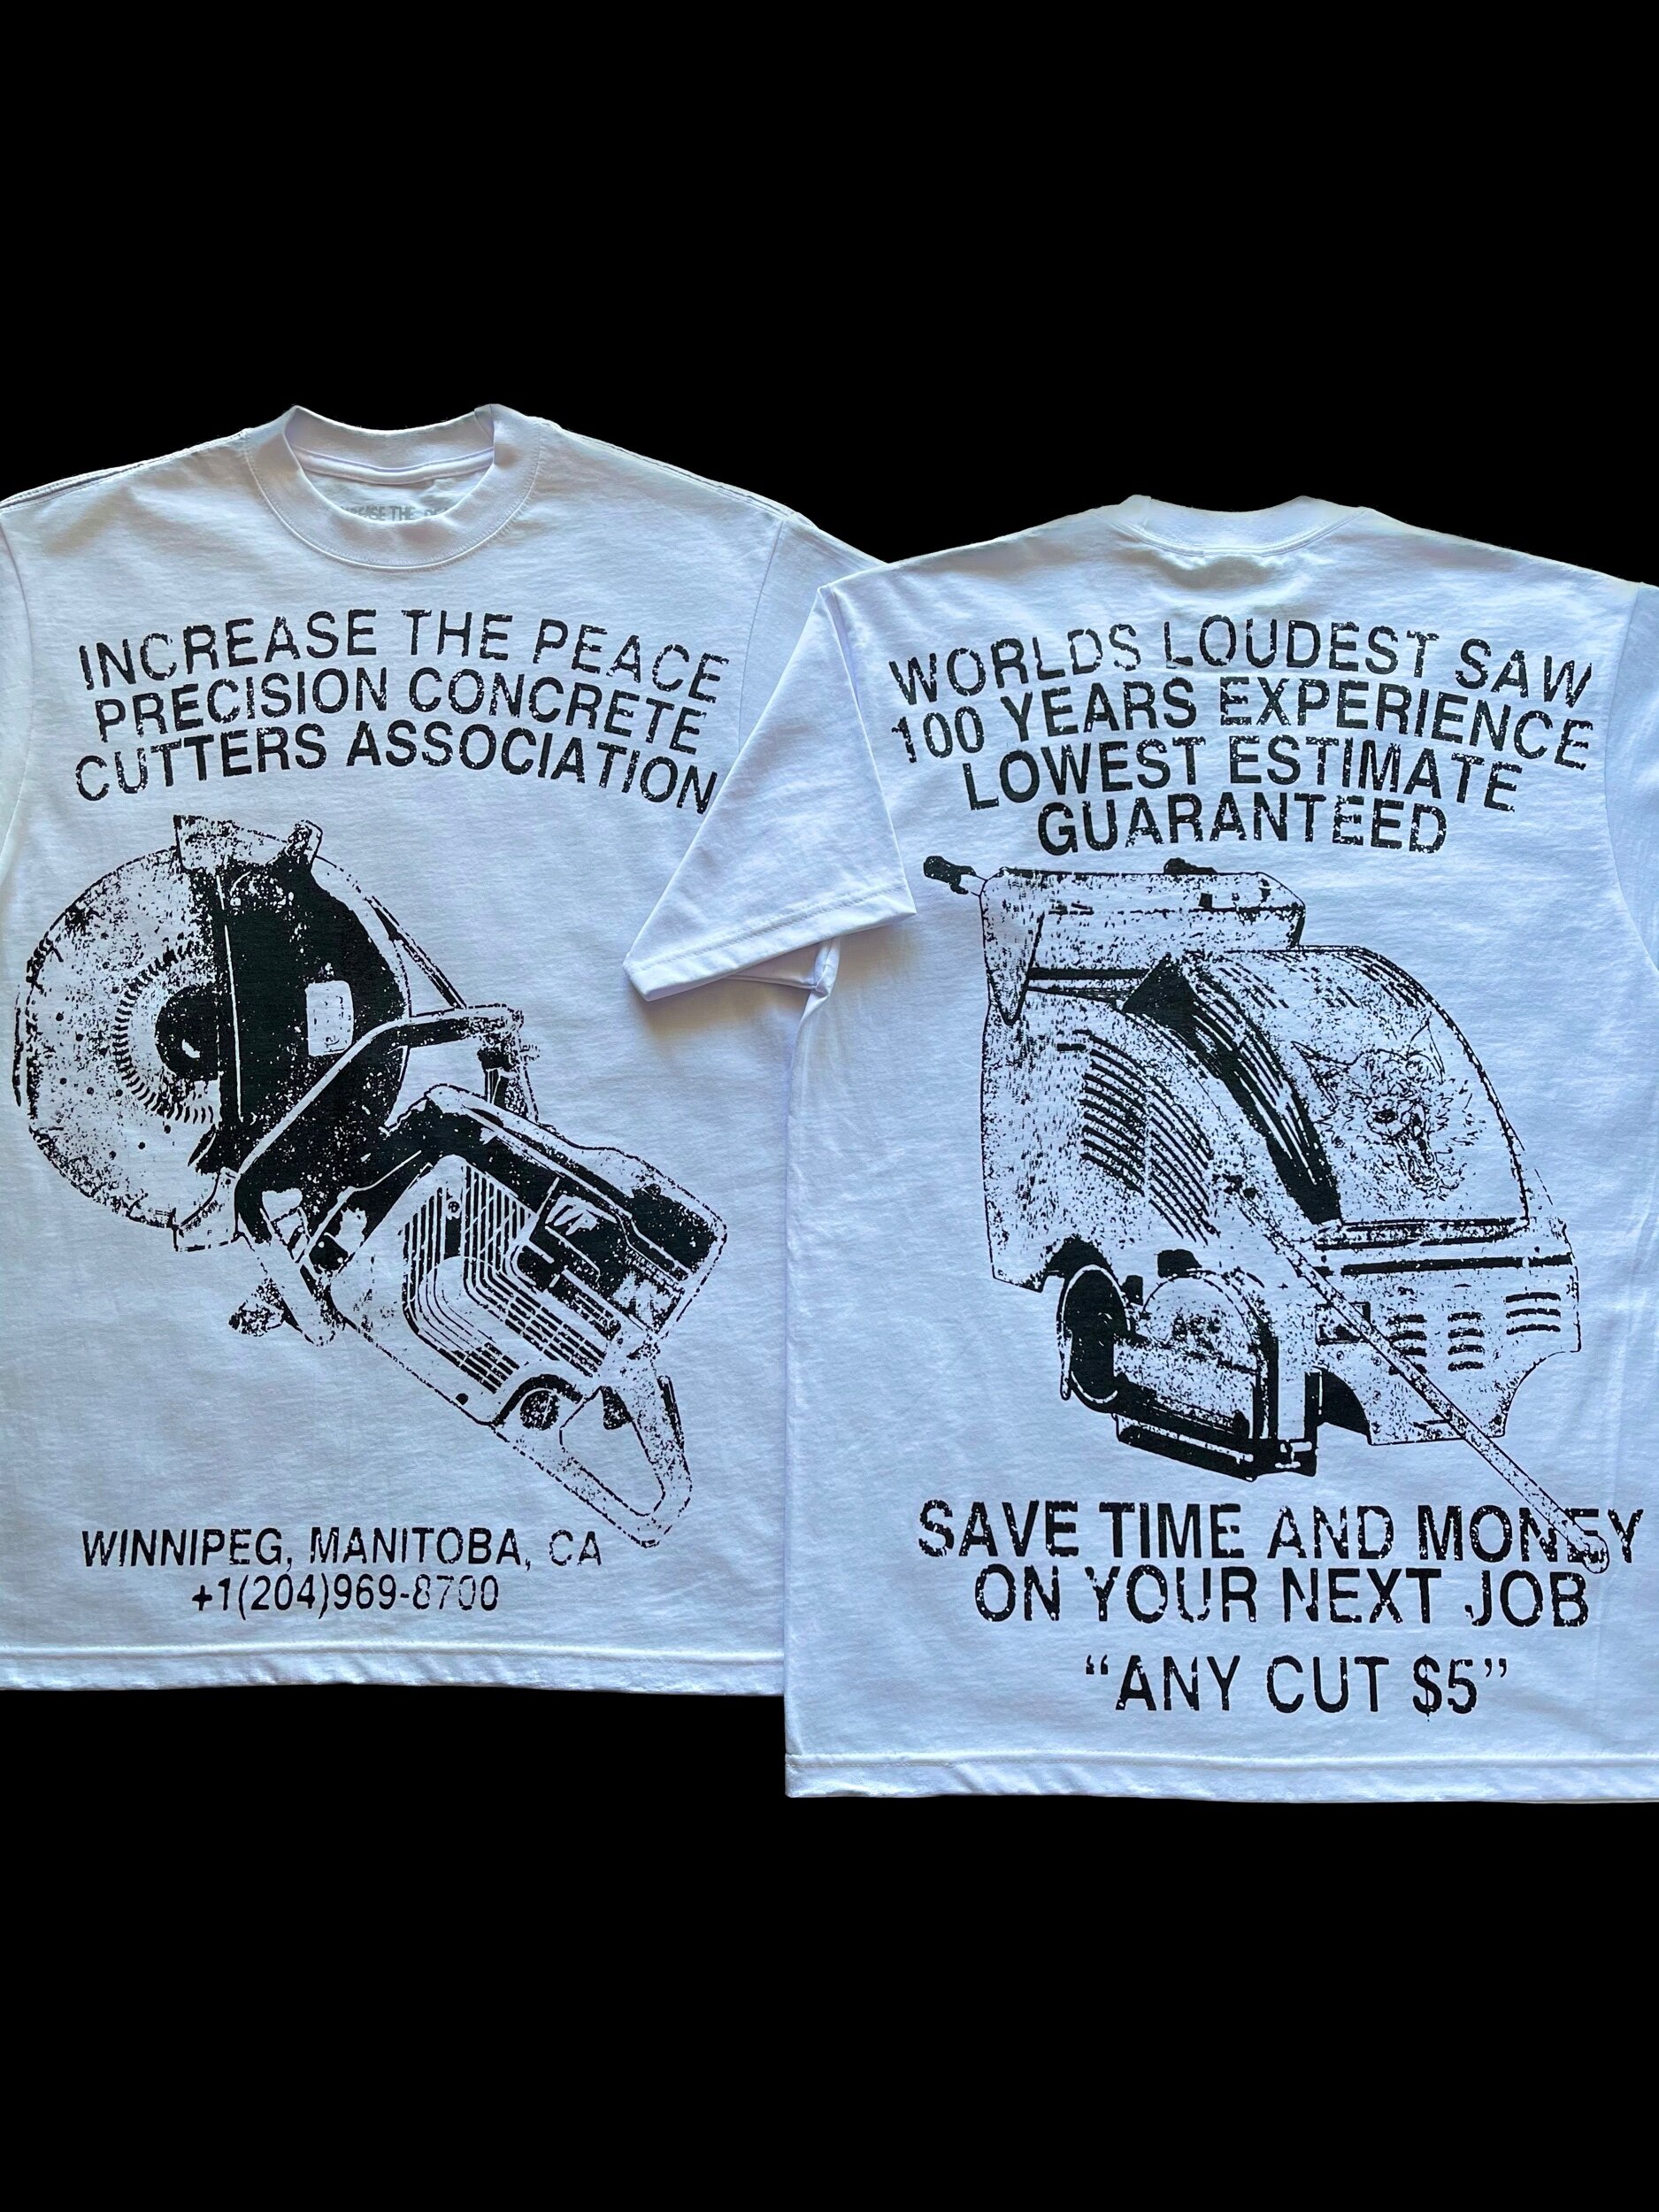 INCREASE THE PEACE
PRECISION CONCRETE
CUTTERS ASSOCIATION
WINNIPEG, MANITOBA, CA
+1(204)969-8700
WORLDS LOUDEST SAW
100 YEARS EXPERIENCE
LOWEST ESTIMATE
GUARANTEED
SAVE TIME AND MONEY
ON YOUR NEXT JOB
“ANY CUT $5”